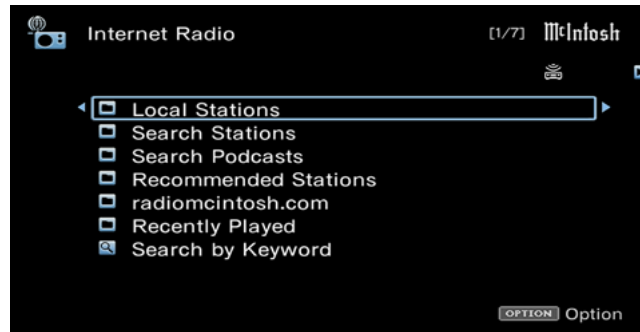 Internet Radio [1/7] McIntosh
Local Stations
Search Stations
Search Podcasts
Recommended Stations
radiomcintosh.com
Recently Played
Search by Keyword
OPTION Option